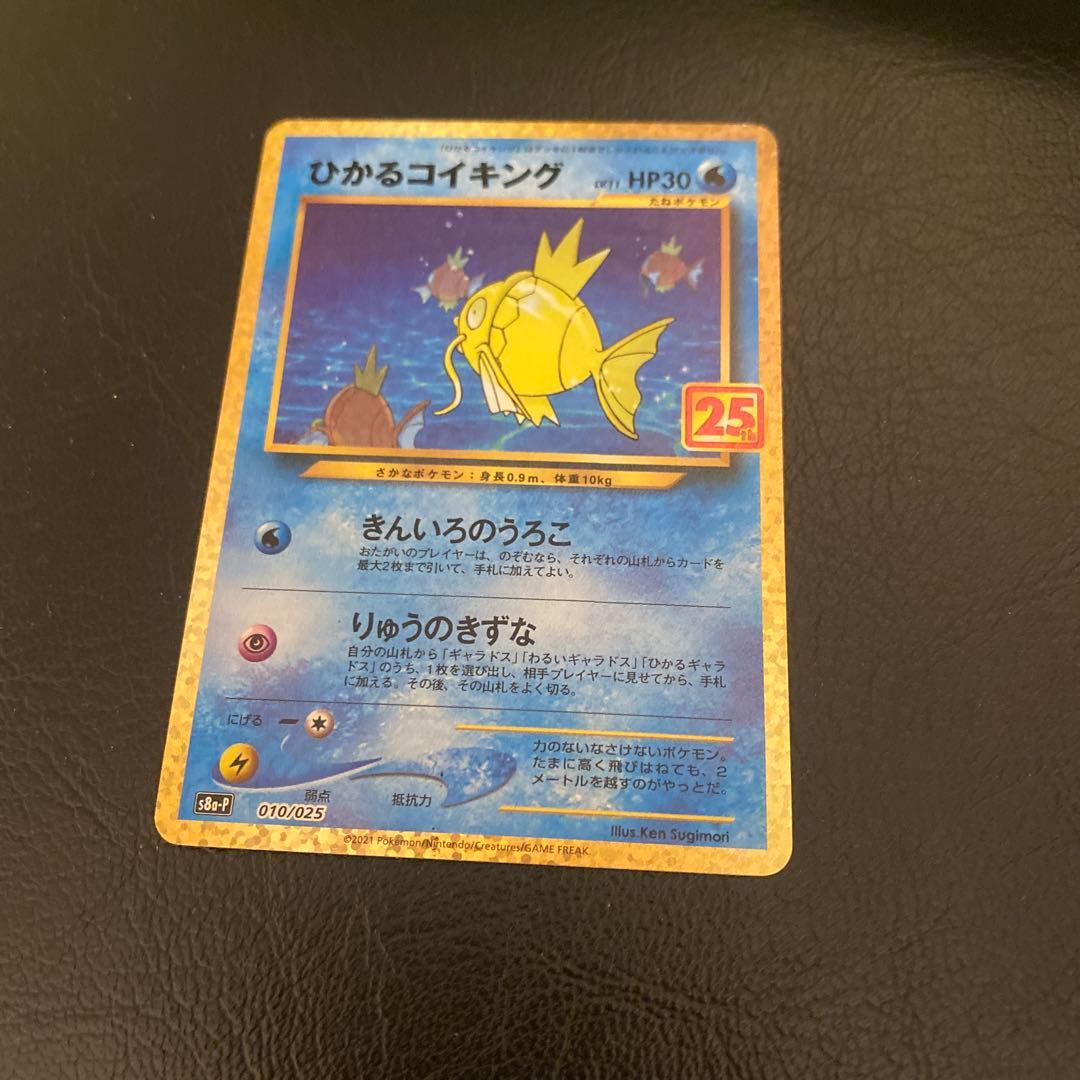 ひかるコイキング LV.11 HP30
たねポケモン
25th
さかなポケモン：身長0.9m、体重10kg
きんいろのうろこ
おたがいのプレイヤーは、のぞむなら、それぞれの山札からカードを
最大2枚まで引いて、手札に加えてよい。
りゅうのきずな
自分の山札から「ギャラドス」「わるいギャラドス」「ひかるギャラ
ドス」のうち、1枚を選び出し、相手プレイヤーに見せてから、手札
に加える。その後、その山札をよく切る。
にげる
弱点
抵抗力
力のないなさけないポケモン。
たまに高く飛びはねても、2
メートルを越すのがやっとだ。
s8a-P 010/025
Illus.Ken Sugimori
©2021 Pokémon/Nintendo/Creatures/GAME FREAK.